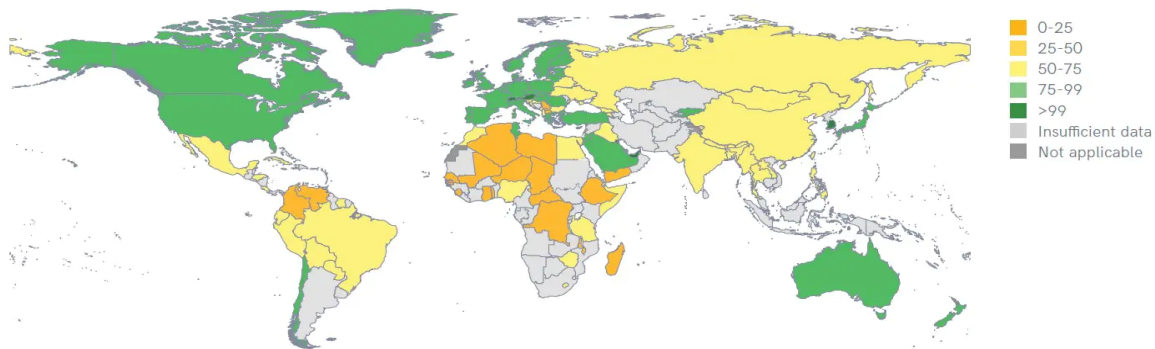 0-25
25-50
50-75
75-99
>99
Insufficient data
Not applicable